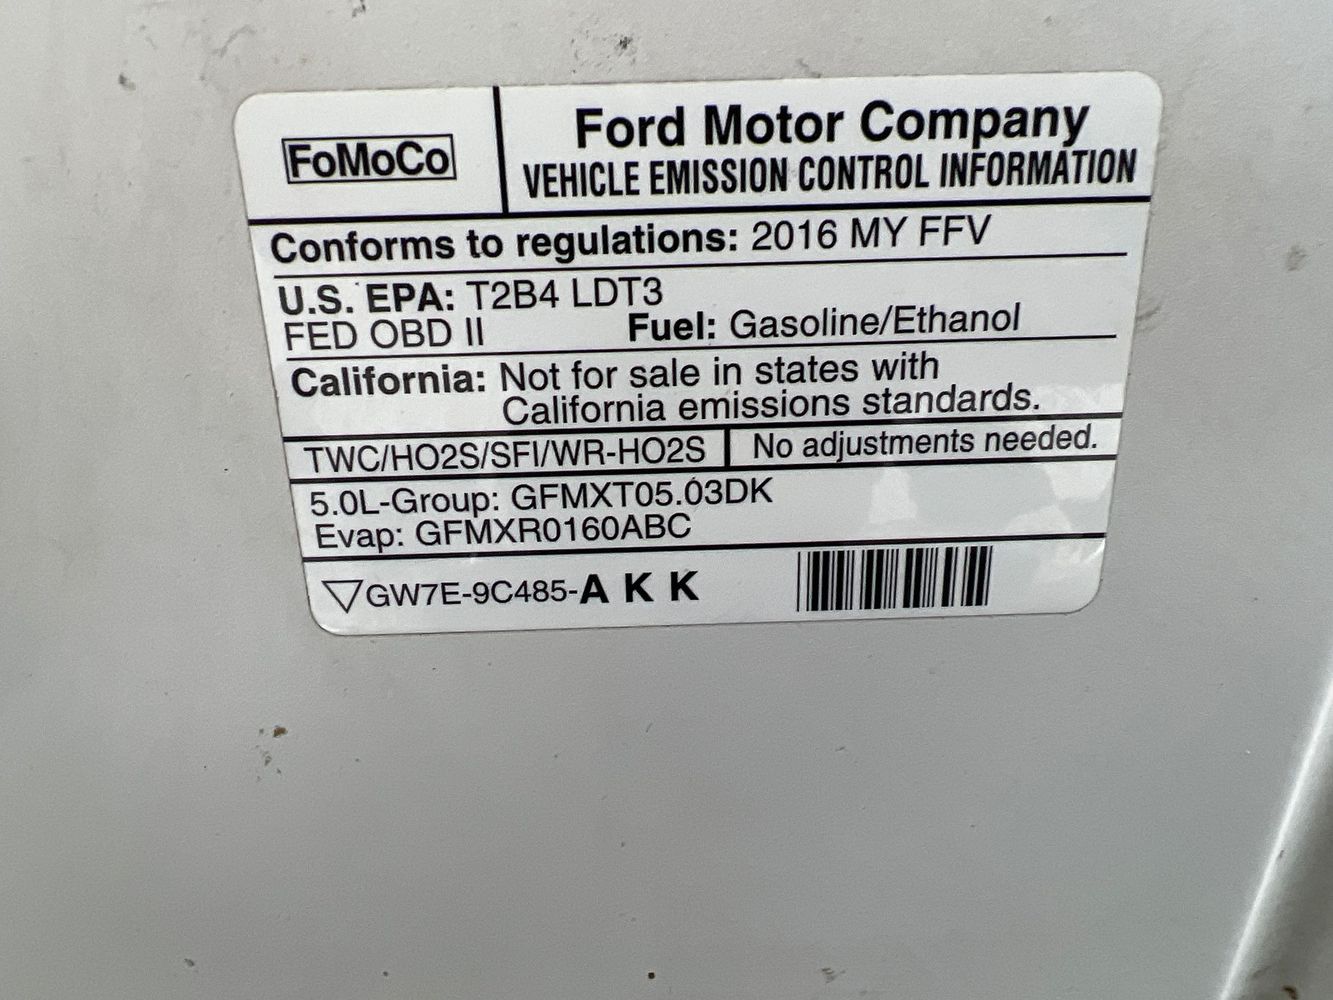 FoMoCo
Ford Motor Company
VEHICLE EMISSION CONTROL INFORMATION
Conforms to regulations: 2016 MY FFV
U.S. EPA: T2B4 LDT3
FED OBD II Fuel: Gasoline/Ethanol
California: Not for sale in states with
California emissions standards.
TWC/HO2S/SFI/WR-HO2S No adjustments needed.
5.0L-Group: GFMXT05.03DK
Evap: GFMXR0160ABC
GW7E-9C485-A K K